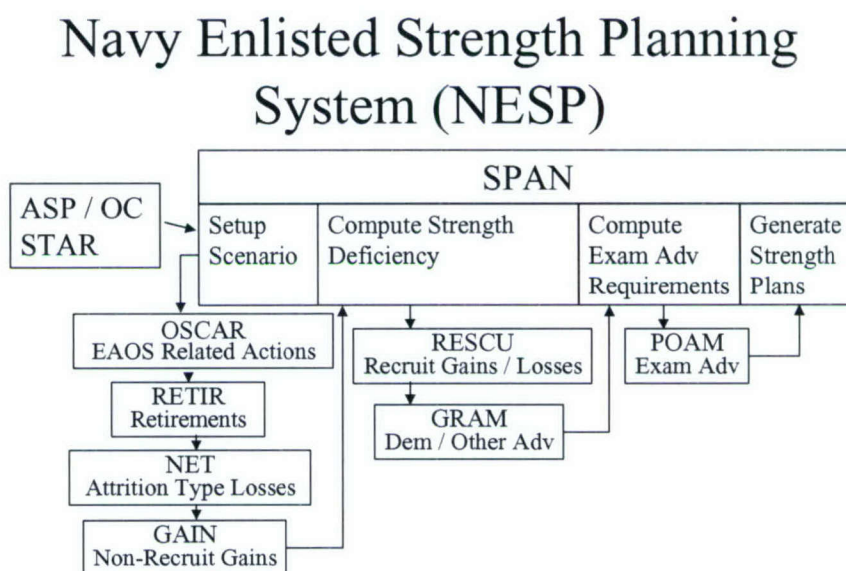 Navy Enlisted Strength Planning
System (NESP)
SPAN
ASP / OC
STAR
Setup
Scenario
Compute Strength
Deficiency
Compute
Exam Adv
Requirements
Generate
Strength
Plans
OSCAR
EAOS Related Actions
RETIR
Retirements
NET
Attrition Type Losses
GAIN
Non-Recruit Gains
RESCU
Recruit Gains / Losses
GRAM
Dem / Other Adv
POAM
Exam Adv